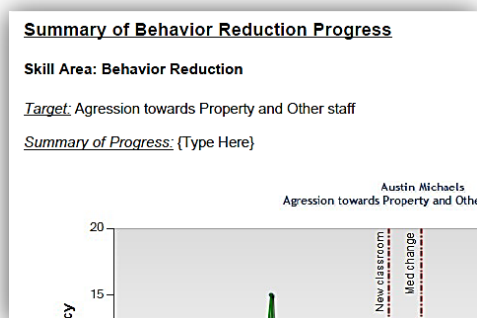 Summary of Behavior Reduction Progress
Skill Area: Behavior Reduction
Target: Agression towards Property and Other staff
Summary of Progress: {Type Here}
Austin Michaels
Agression towards Property and Othe
20
New classroom
Med change
15
cy